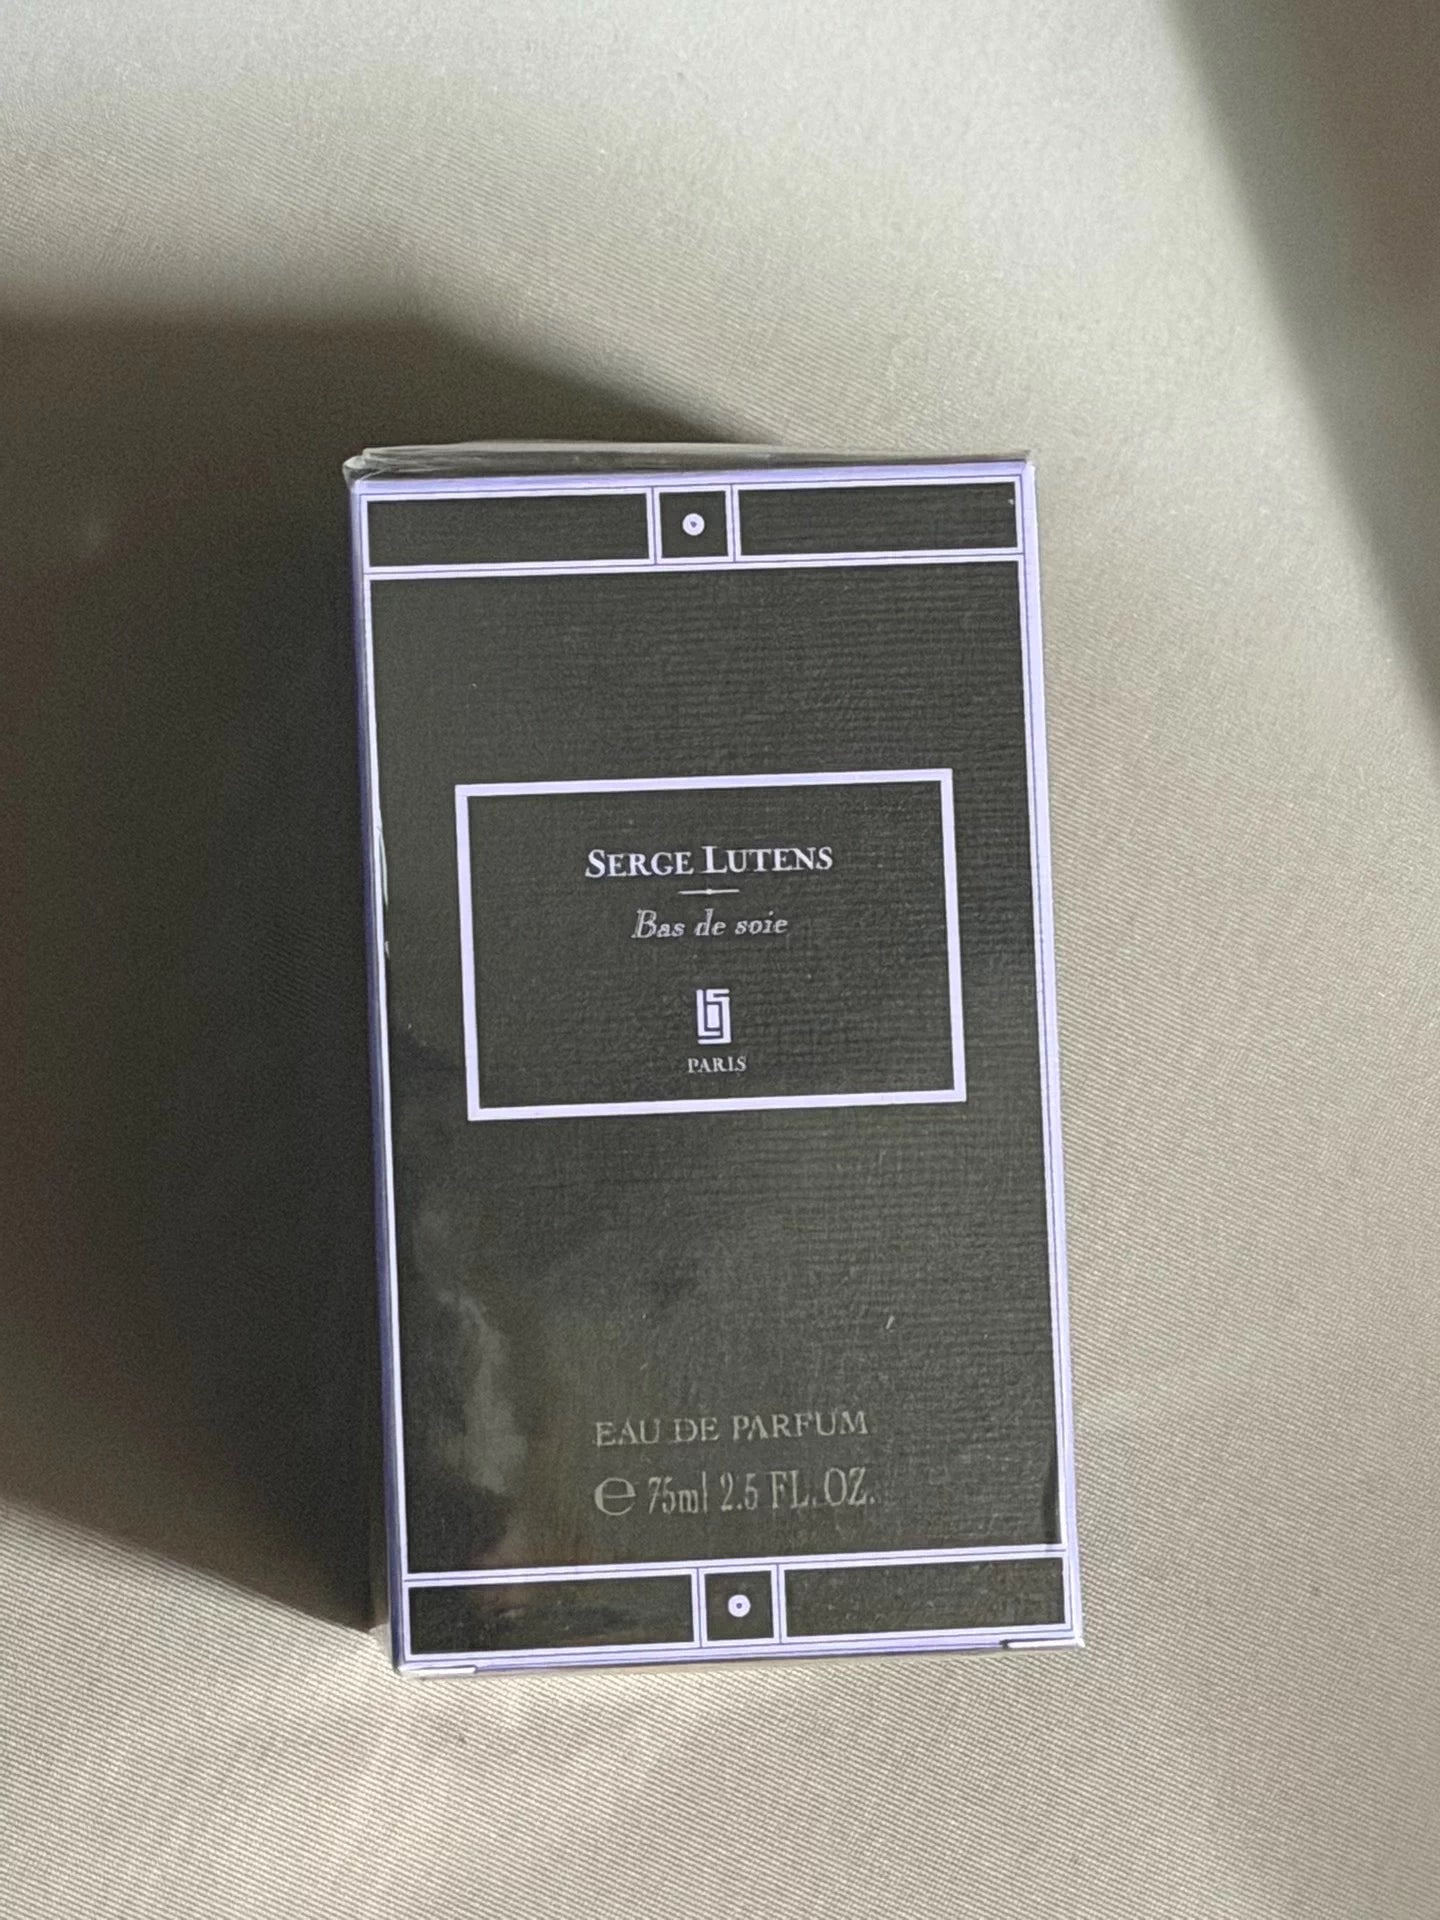 SERGE LUTENS
Bas de soie
PARIS
EAU DE PARFUM
℮ 75ml 2.5 FL. OZ.